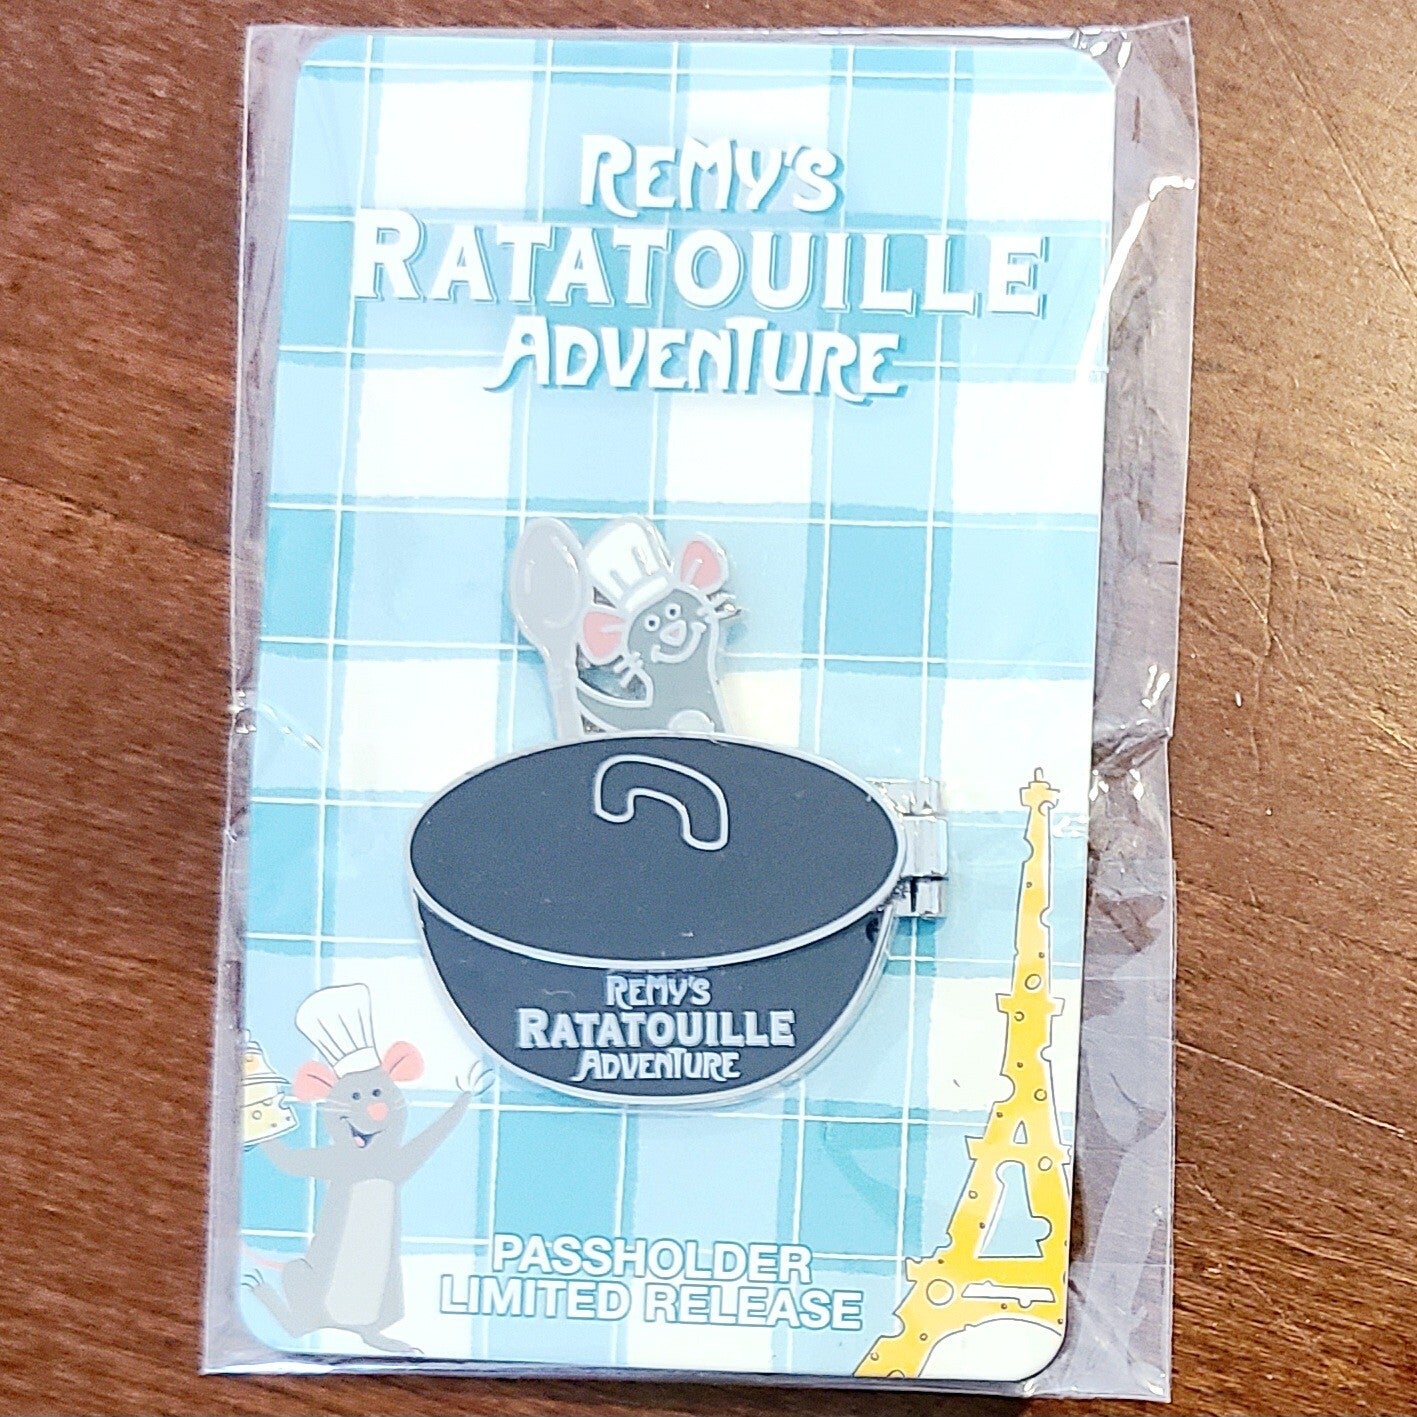 REMY'S
RATATOUILLE
ADVENTURE
REMY'S
RATATOUILLE
ADVENTURE
PASSHOLDER
LIMITED RELEASE